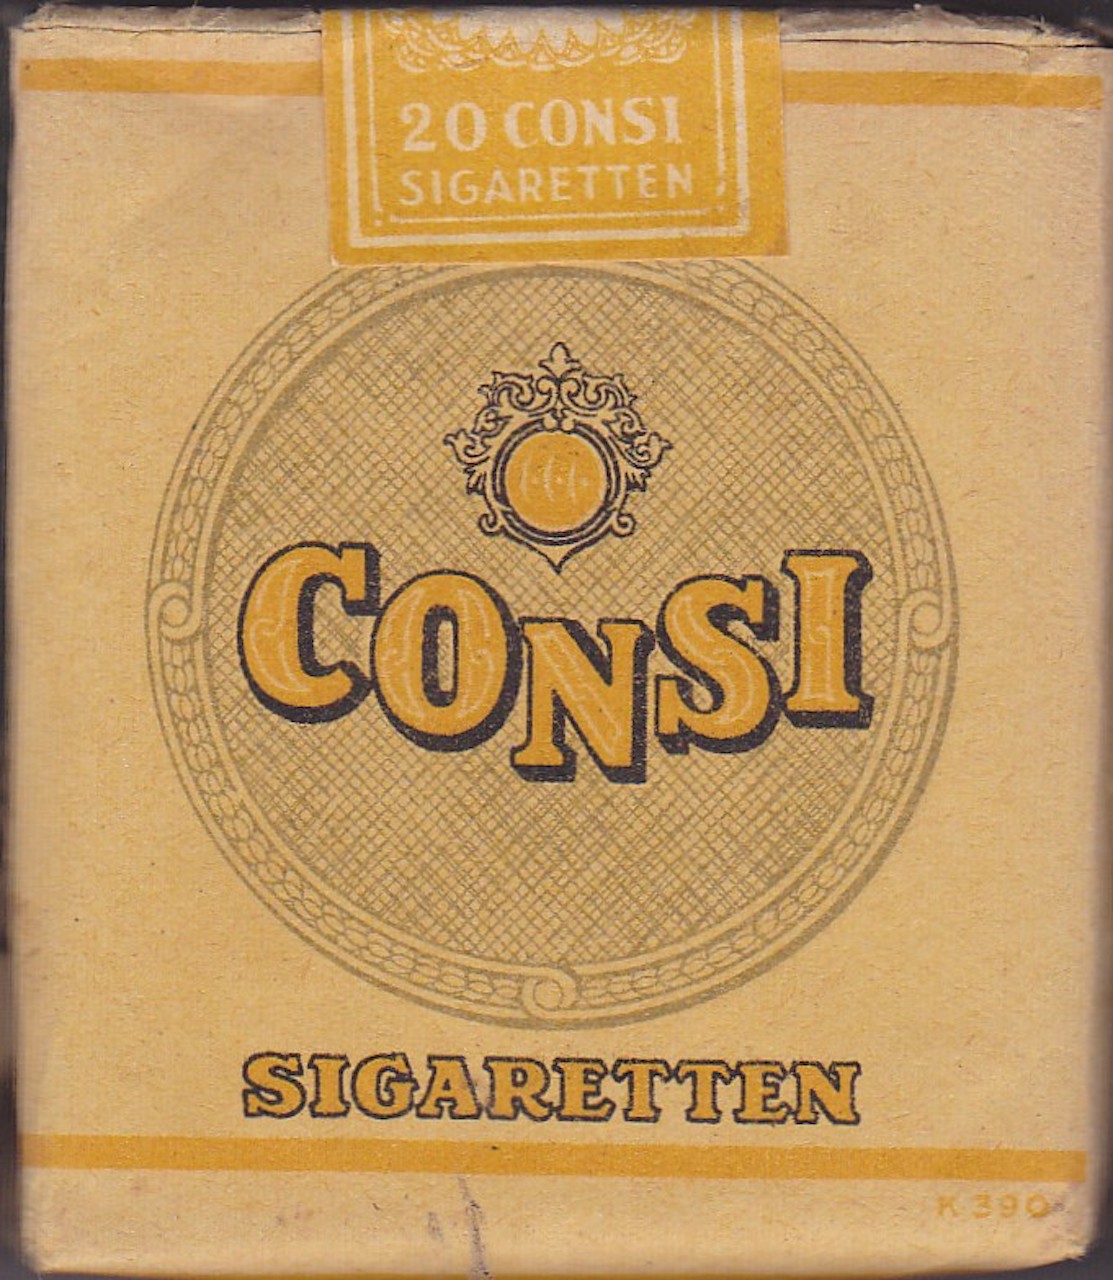 20 CONSI
SIGARETTEN
CONSI
SIGARETTEN
K 390